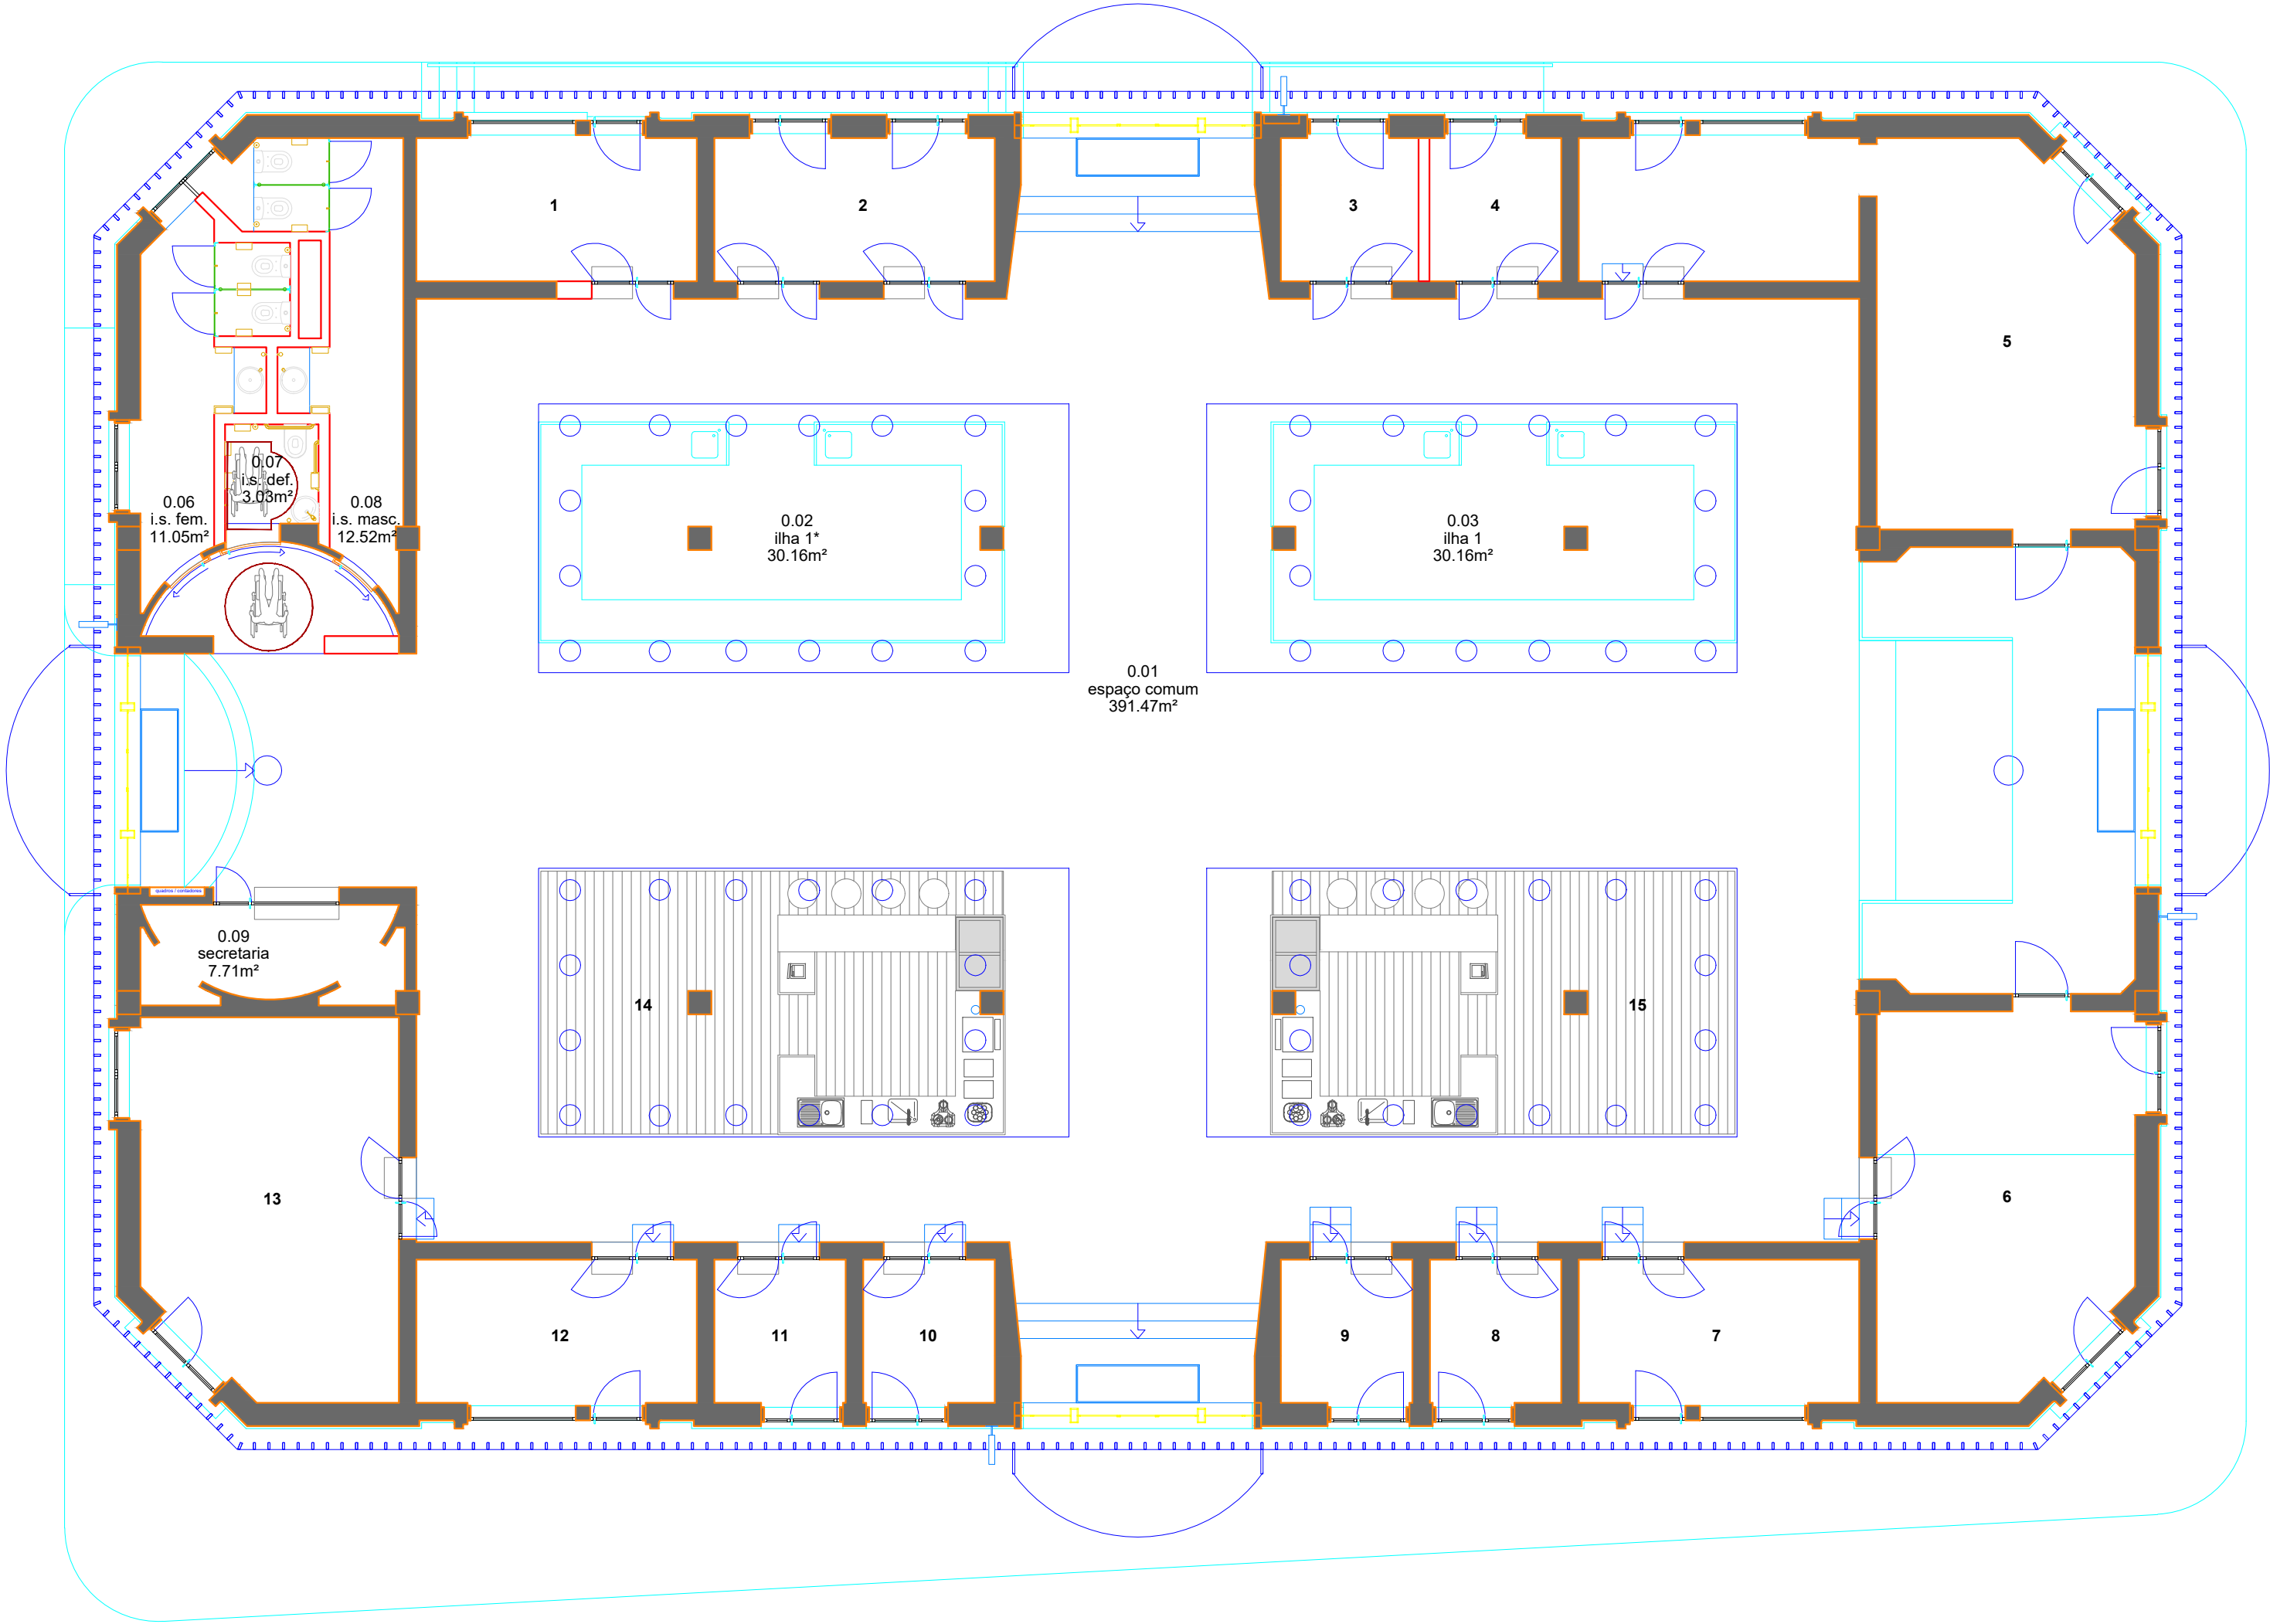 1
2
3
4
5
0.07
i.s. def.
3.03m²
0.06
i.s. fem.
11.05m²
0.08
i.s. masc.
12.52m²
0.02
ilha 1*
30.16m²
0.03
ilha 1
30.16m²
0.01
espaço comum
391.47m²
quadros / contadores
0.09
secretaria
7.71m²
14
15
13
6
12
11
10
9
8
7